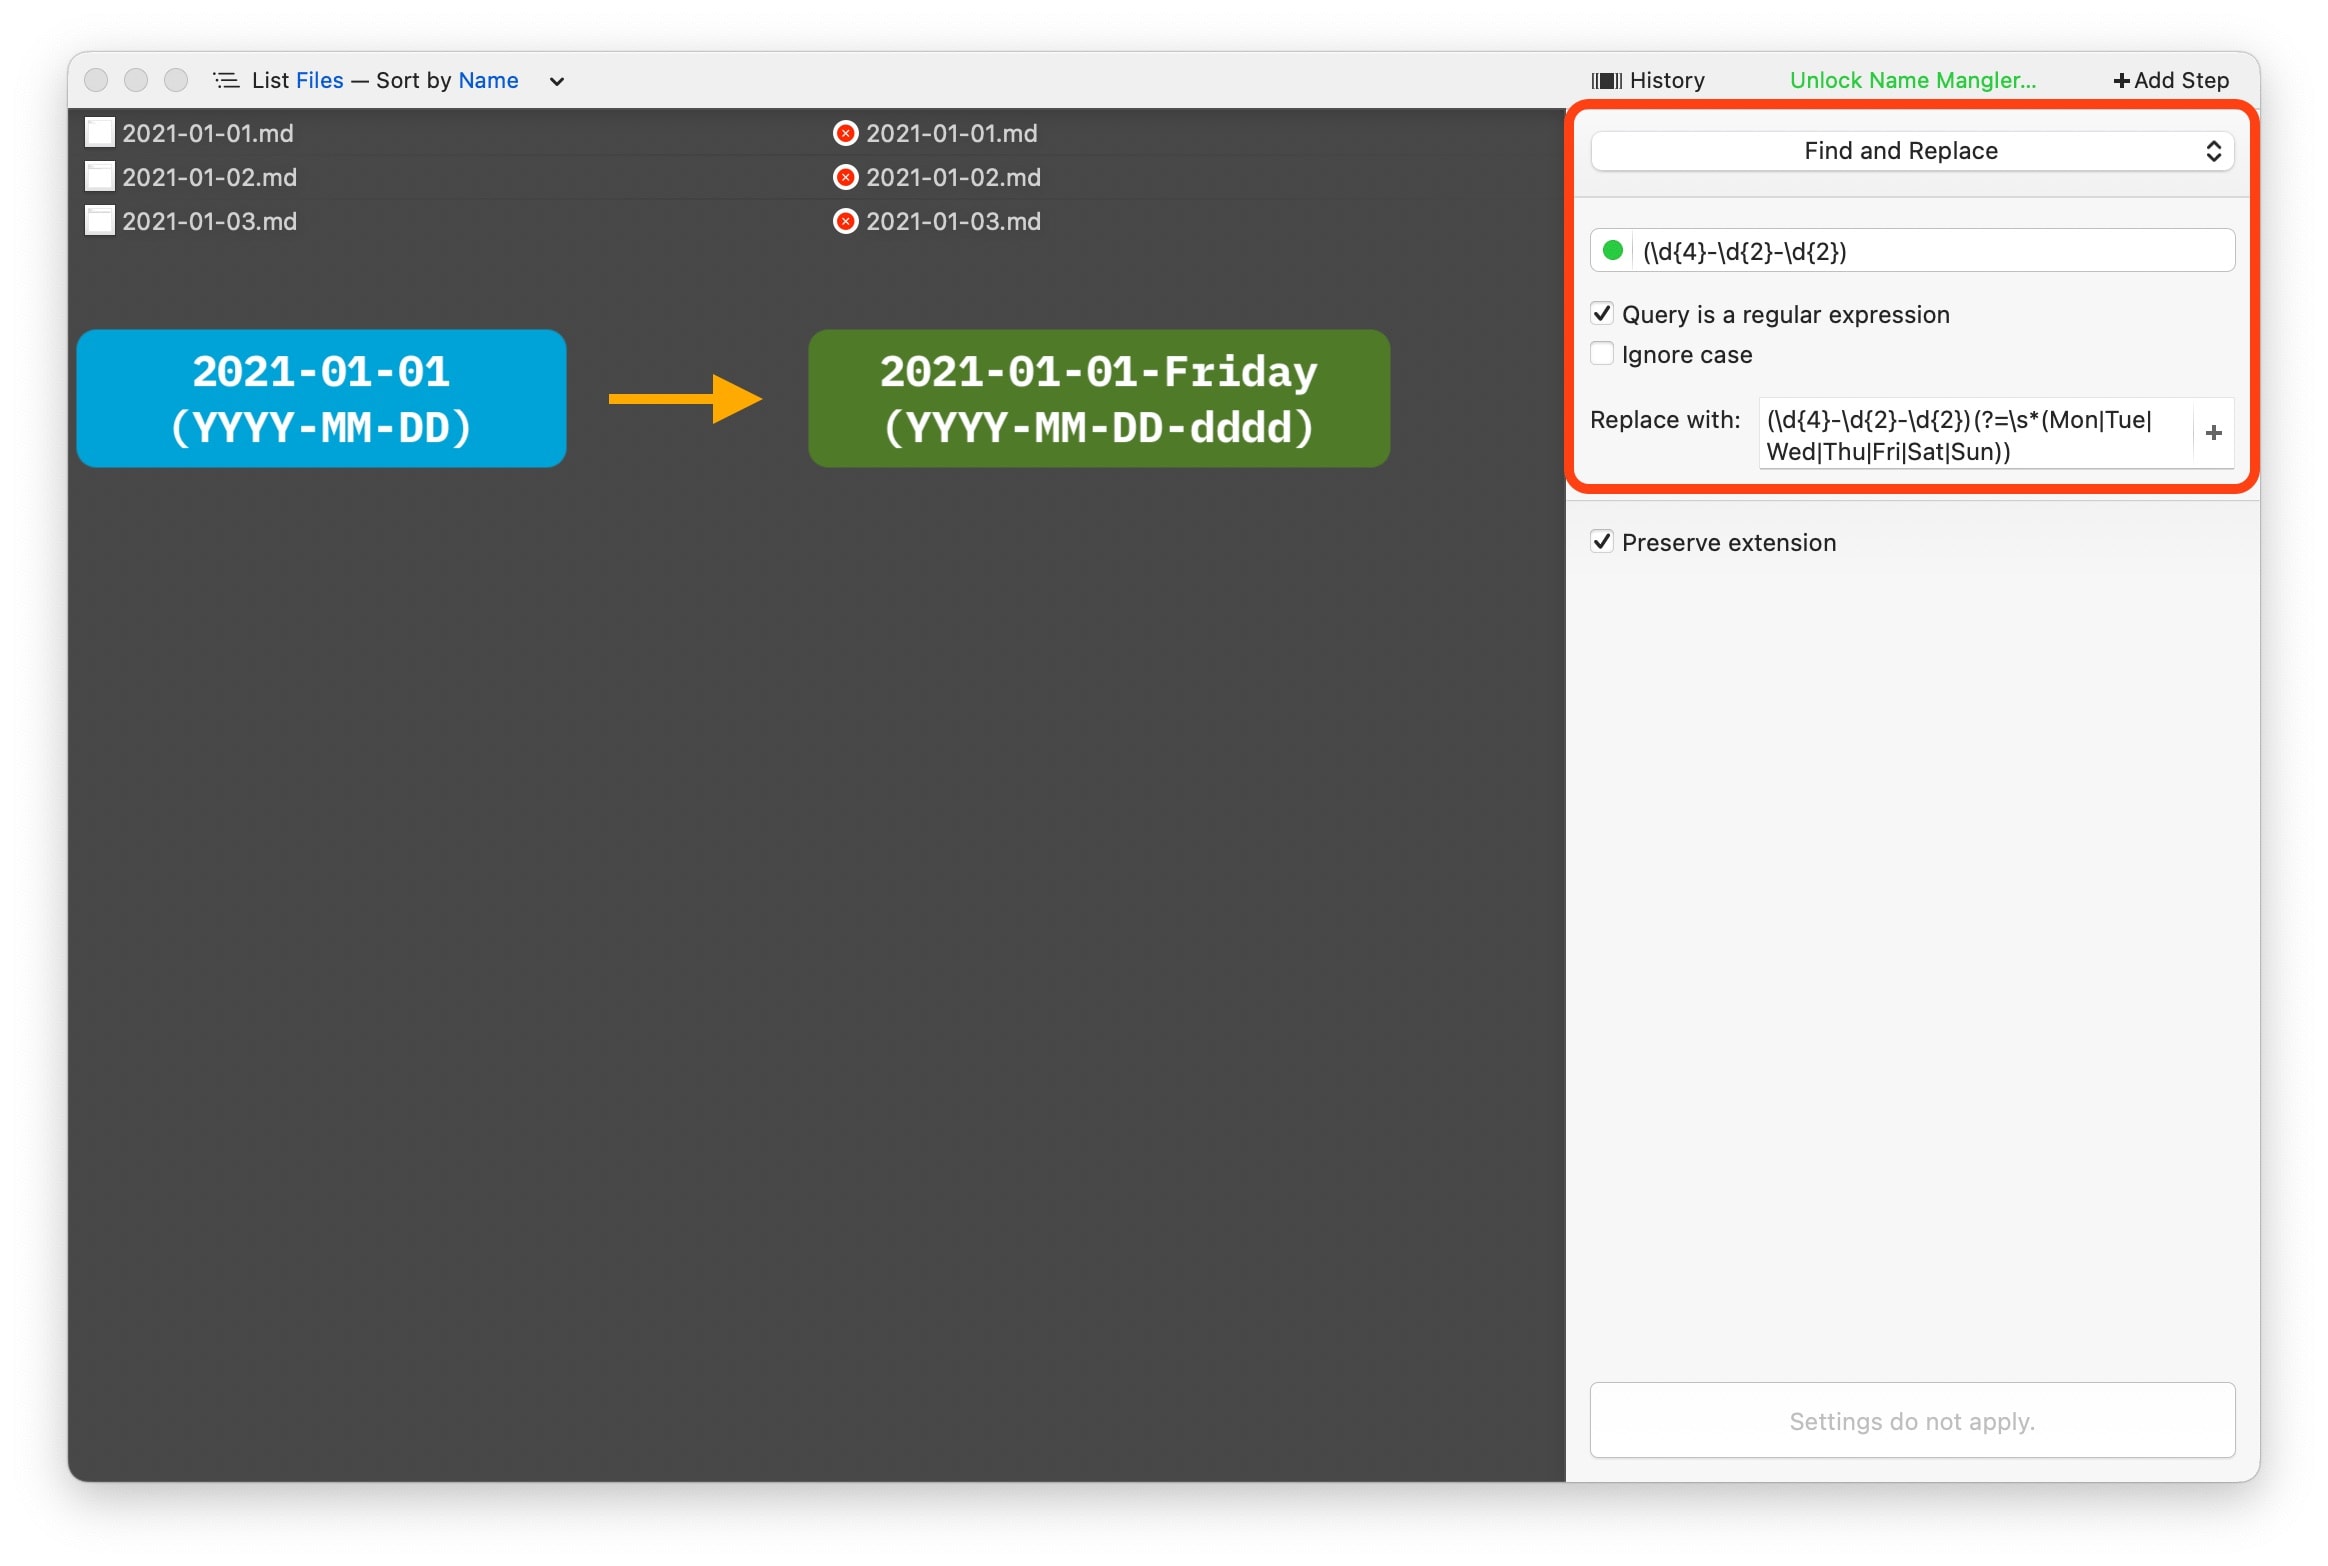 List Files — Sort by Name
History
Unlock Name Mangler...
Add Step
2021-01-01.md
2021-01-01.md
2021-01-02.md
2021-01-02.md
2021-01-03.md
2021-01-03.md
2021-01-01
(YYYY-MM-DD)
2021-01-01-Friday
(YYYY-MM-DD-dddd)
Find and Replace
(\d{4}-\d{2}-\d{2})
Query is a regular expression
Ignore case
Replace with:
(\d{4}-\d{2}-\d{2})(?=\s*(Mon|Tue|
Wed|Thu|Fri|Sat|Sun))
Preserve extension
Settings do not apply.